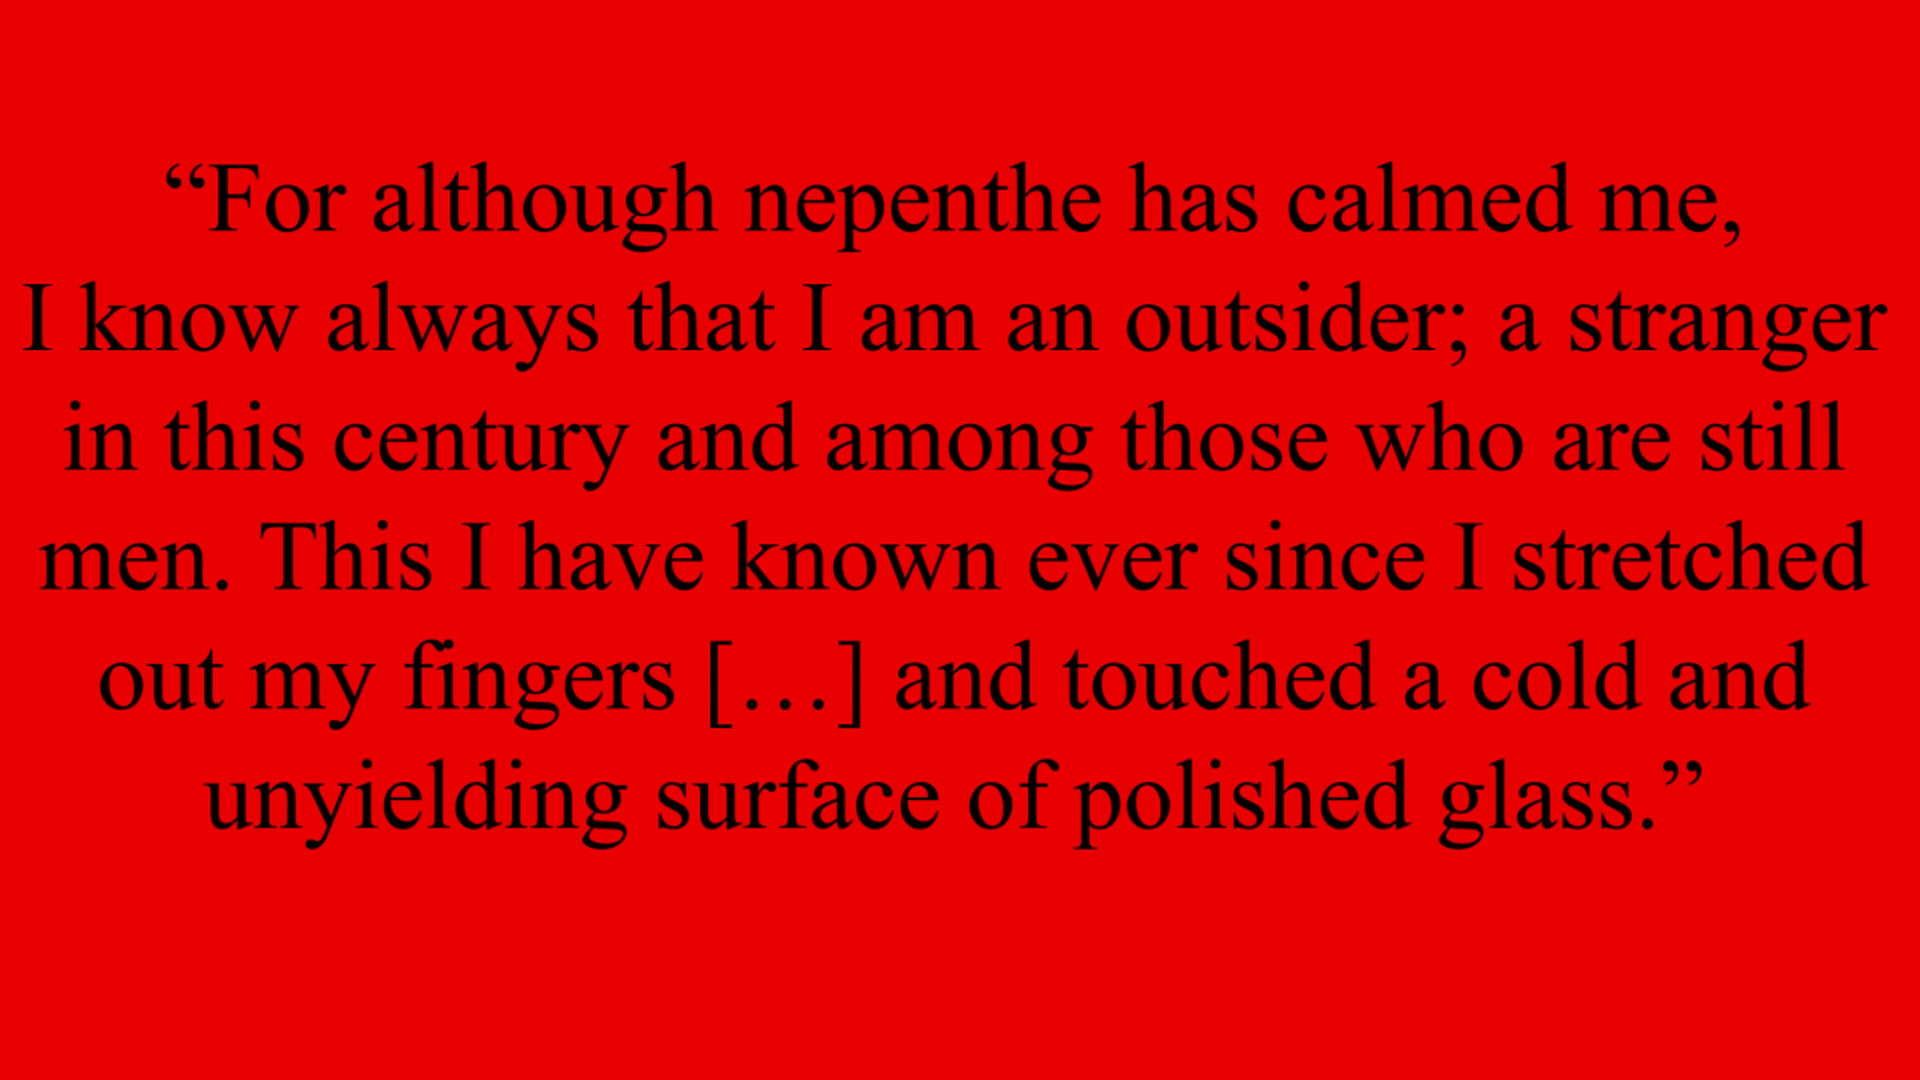 “For although nepenthe has calmed me,
I know always that I am an outsider; a stranger
in this century and among those who are still
men. This I have known ever since I stretched
out my fingers […] and touched a cold and
unyielding surface of polished glass.”